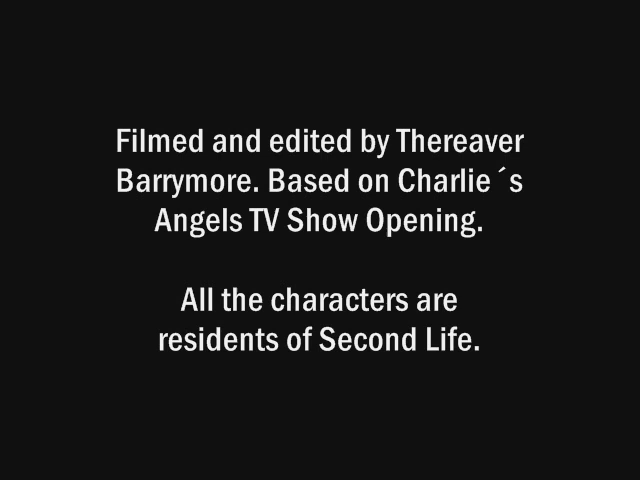 Filmed and edited by Thereaver
Barrymore. Based on Charlie´s
Angels TV Show Opening.
All the characters are
residents of Second Life.